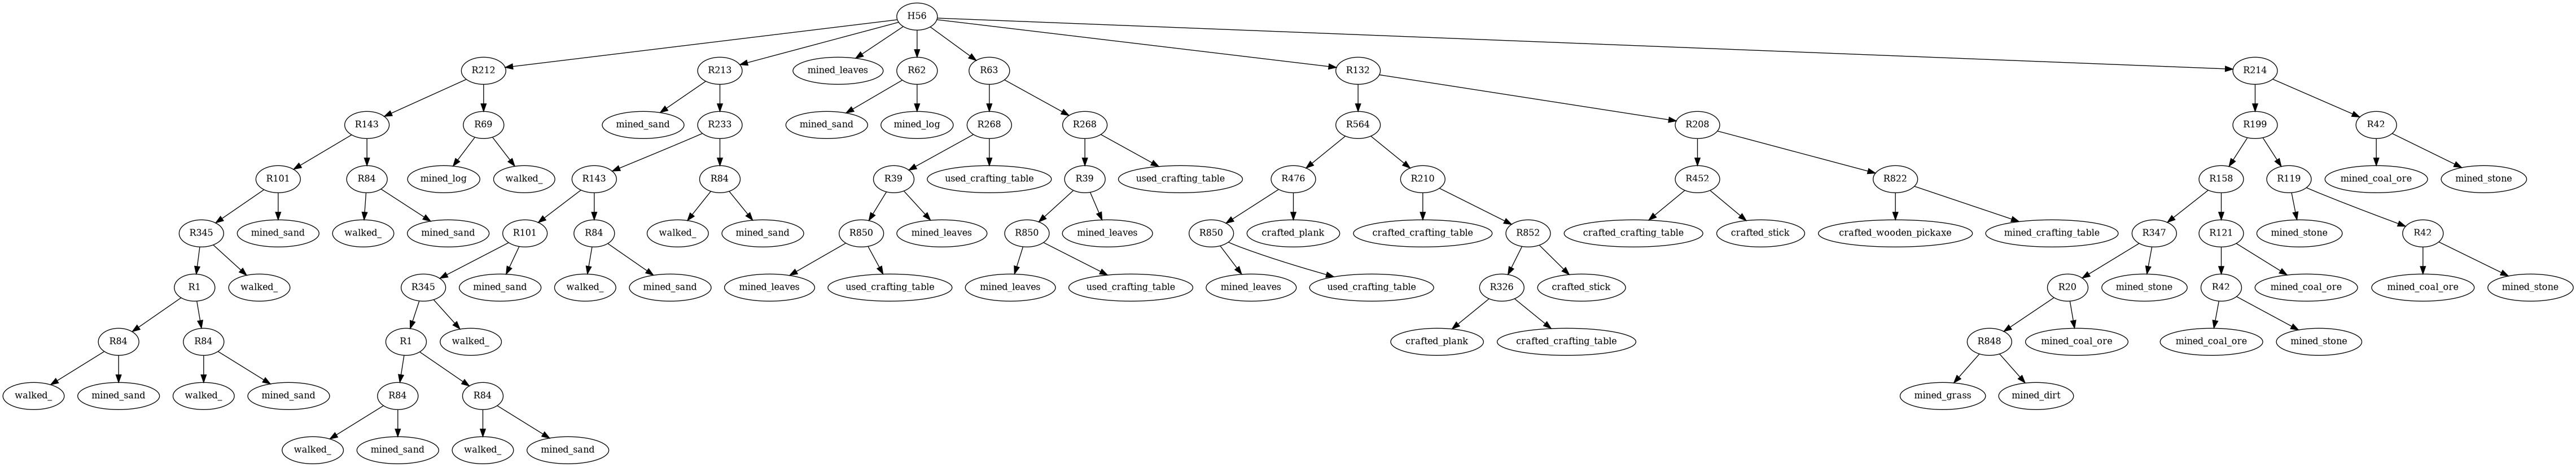 H56
R212 R213 mined_leaves R62 R63 R132 R214
R143 R69 mined_sand R233 mined_sand mined_log R268 R268 R564 R208 R199 R42
R101 R84 mined_log walked_ R143 R84 R39 used_crafting_table R39 used_crafting_table R476 R210 R452 R822 R158 R119 mined_coal_ore mined_stone
R345 mined_sand walked_ mined_sand R101 R84 walked_ mined_sand R850 mined_leaves R850 mined_leaves R850 crafted_plank crafted_crafting_table R852 crafted_crafting_table crafted_stick crafted_wooden_pickaxe mined_crafting_table R347 R121 mined_stone R42
R1 walked_ R345 mined_sand walked_ mined_sand mined_leaves used_crafting_table mined_leaves used_crafting_table mined_leaves used_crafting_table R326 crafted_stick R20 mined_stone R42 mined_coal_ore mined_coal_ore mined_stone
R84 R84 R1 walked_ crafted_plank crafted_crafting_table R848 mined_coal_ore mined_coal_ore mined_stone
walked_ mined_sand walked_ mined_sand R84 R84 mined_grass mined_dirt
walked_ mined_sand walked_ mined_sand